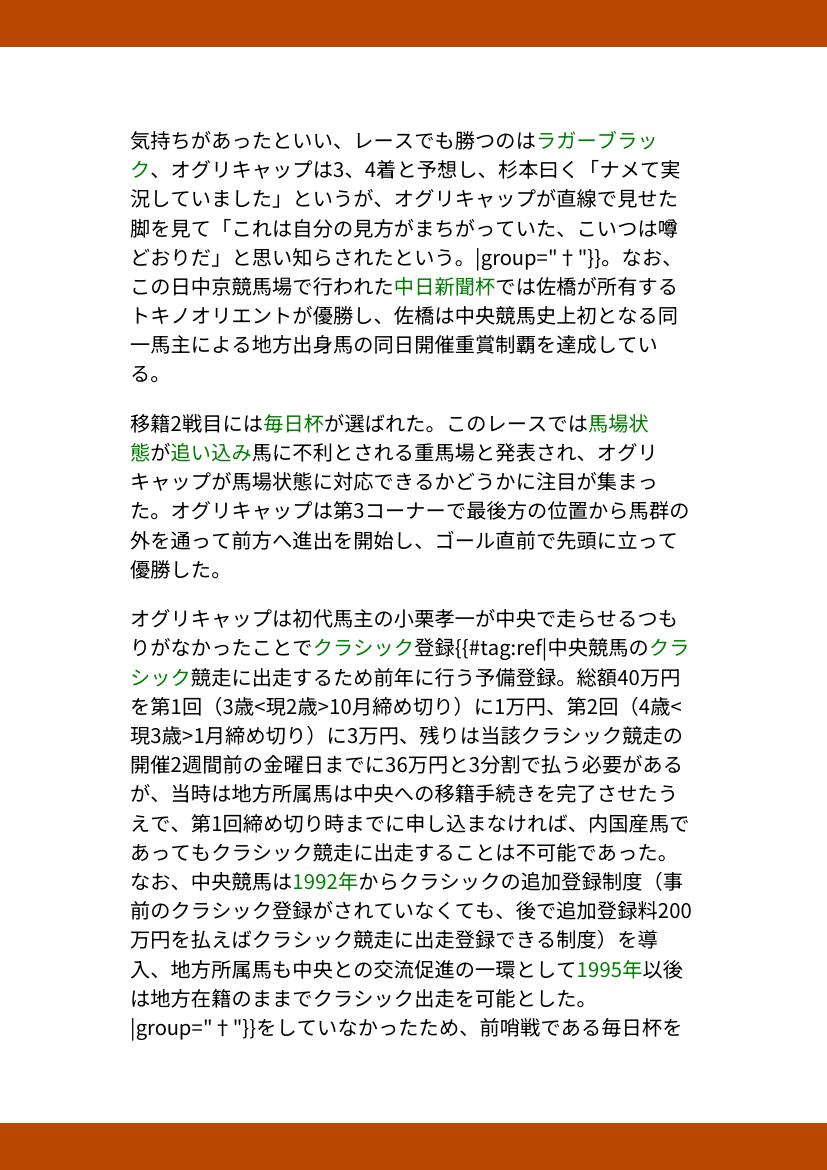 気持ちがあったといい、レースでも勝つのはラガーブラッ
ク、オグリキャップは3、4着と予想し、杉本曰く「ナメて実
況していました」というが、オグリキャップが直線で見せた
脚を見て「これは自分の見方がまちがっていた、こいつは噂
どおりだ」と思い知らされたという。|group="†"}}。なお、
この日中京競馬場で行われた中日新聞杯では佐橋が所有する
トキノオリエントが優勝し、佐橋は中央競馬史上初となる同
一馬主による地方出身馬の同日開催重賞制覇を達成してい
る。
移籍2戦目には毎日杯が選ばれた。このレースでは馬場状
態が追い込み馬に不利とされる重馬場と発表され、オグリ
キャップが馬場状態に対応できるかどうかに注目が集まっ
た。オグリキャップは第3コーナーで最後方の位置から馬群の
外を通って前方へ進出を開始し、ゴール直前で先頭に立って
優勝した。
オグリキャップは初代馬主の小栗孝一が中央で走らせるつも
りがなかったことでクラシック登録{{#tag:ref|中央競馬のクラ
シック競走に出走するため前年に行う予備登録。総額40万円
を第1回（3歳<現2歳>10月締め切り）に1万円、第2回（4歳<
現3歳>1月締め切り）に3万円、残りは当該クラシック競走の
開催2週間前の金曜日までに36万円と3分割で払う必要がある
が、当時は地方所属馬は中央への移籍手続きを完了させたう
えで、第1回締め切り時までに申し込まなければ、内国産馬で
あってもクラシック競走に出走することは不可能であった。
なお、中央競馬は1992年からクラシックの追加登録制度（事
前のクラシック登録がされていなくても、後で追加登録料200
万円を払えばクラシック競走に出走登録できる制度）を導
入、地方所属馬も中央との交流促進の一環として1995年以後
は地方在籍のままでクラシック出走を可能とした。
|group="†"}}をしていなかったため、前哨戦である毎日杯を